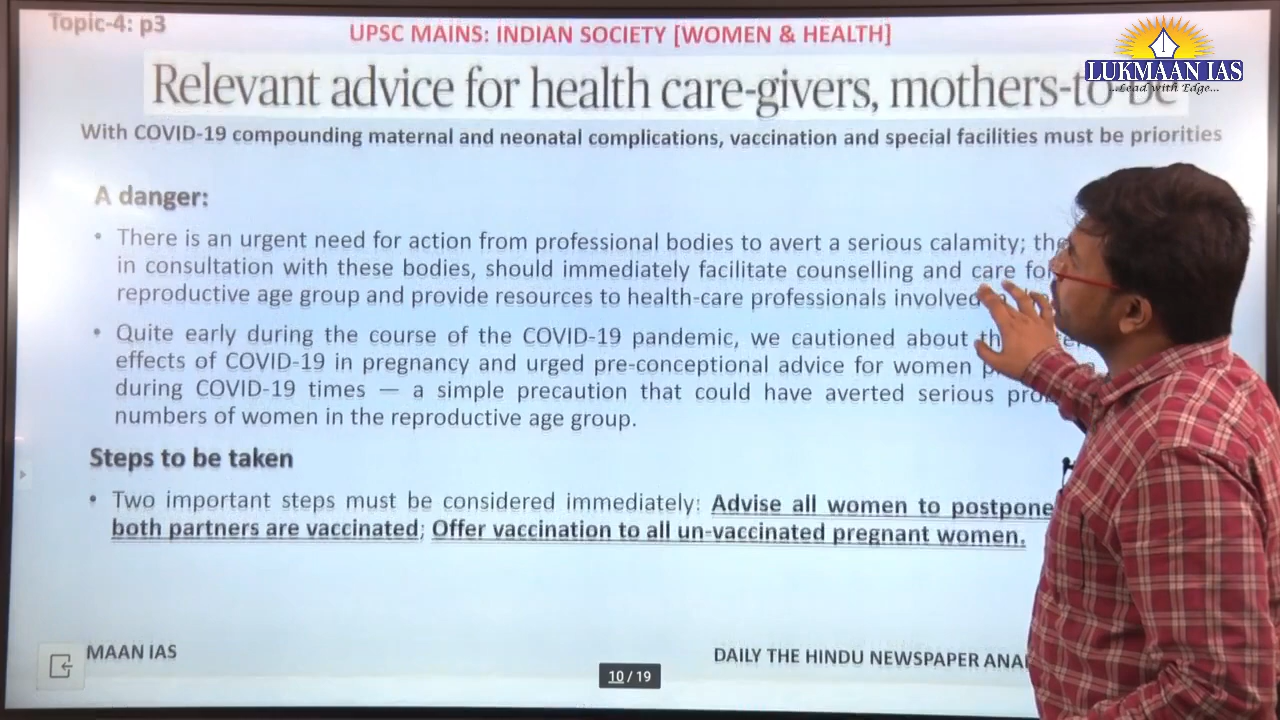 Topic-4: p3
UPSC MAINS: INDIAN SOCIETY [WOMEN & HEALTH]
LUKMAAN IAS
...Lead with Edge...
Relevant advice for health care-givers, mothers-to-be
With COVID-19 compounding maternal and neonatal complications, vaccination and special facilities must be priorities
A danger:
• There is an urgent need for action from professional bodies to avert a serious calamity;
in consultation with these bodies, should immediately facilitate counselling and care for
reproductive age group and provide resources to health-care professionals involved
• Quite early during the course of the COVID-19 pandemic, we cautioned about
effects of COVID-19 in pregnancy and urged pre-conceptional advice for women
during COVID-19 times — a simple precaution that could have averted serious
numbers of women in the reproductive age group.
Steps to be taken
• Two important steps must be considered immediately: Advise all women to postpone
both partners are vaccinated; Offer vaccination to all un-vaccinated pregnant women.
MAAN IAS
10 / 19
DAILY THE HINDU NEWSPAPER